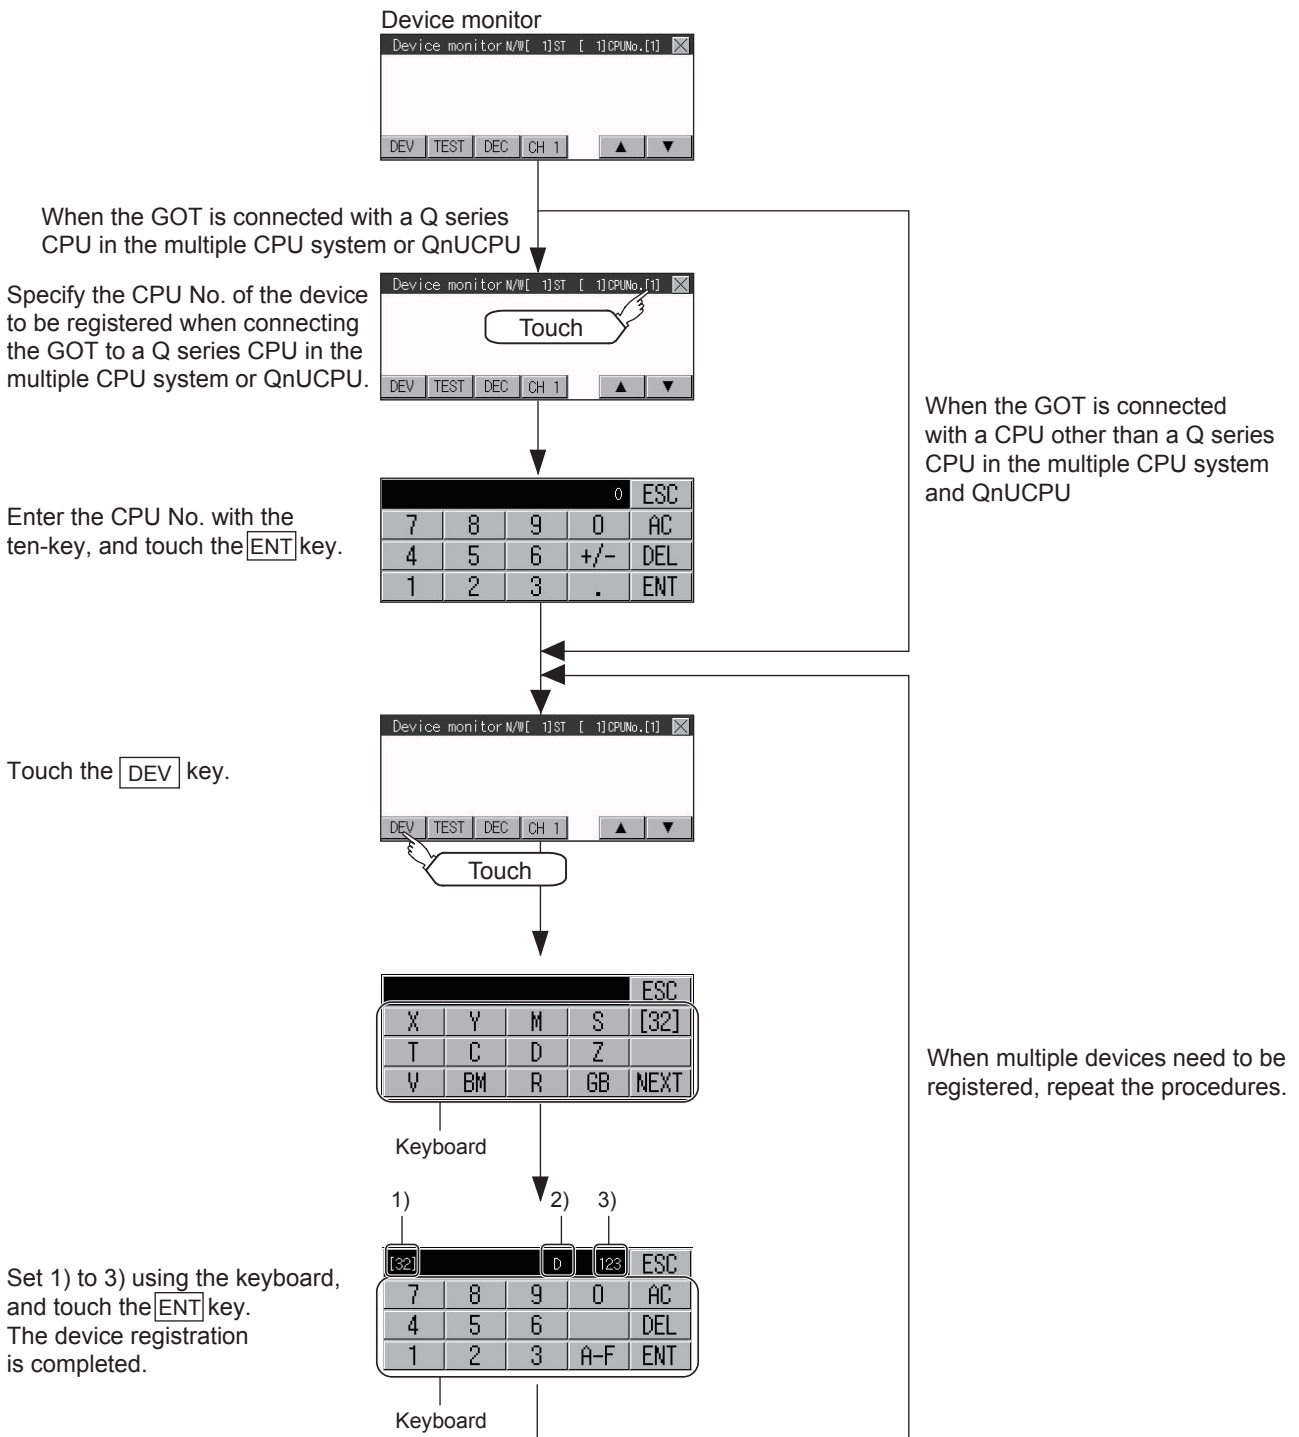 Device monitor
Device monitor N/W[ 1]ST [ 1]CPUNo.[1]
DEV TEST DEC CH 1 ▲ ▼
When the GOT is connected with a Q series
CPU in the multiple CPU system or QnUCPU
Specify the CPU No. of the device
to be registered when connecting
the GOT to a Q series CPU in the
multiple CPU system or QnUCPU.
Device monitor N/W[ 1]ST [ 1]CPUNo.[1]
Touch
DEV TEST DEC CH 1 ▲ ▼
When the GOT is connected
with a CPU other than a Q series
CPU in the multiple CPU system
and QnUCPU
Enter the CPU No. with the
ten-key, and touch the ENT key.
0 ESC
7 8 9 0 AC
4 5 6 +/- DEL
1 2 3 . ENT
Touch the DEV key.
Device monitor N/W[ 1]ST [ 1]CPUNo.[1]
DEV TEST DEC CH 1 ▲ ▼
Touch
ESC
X Y M S [32]
T C D Z
V BM R GB NEXT
Keyboard
When multiple devices need to be
registered, repeat the procedures.
1) 2) 3)
Set 1) to 3) using the keyboard,
and touch the ENT key.
The device registration
is completed.
[32] D 123 ESC
7 8 9 0 AC
4 5 6 DEL
1 2 3 A-F ENT
Keyboard